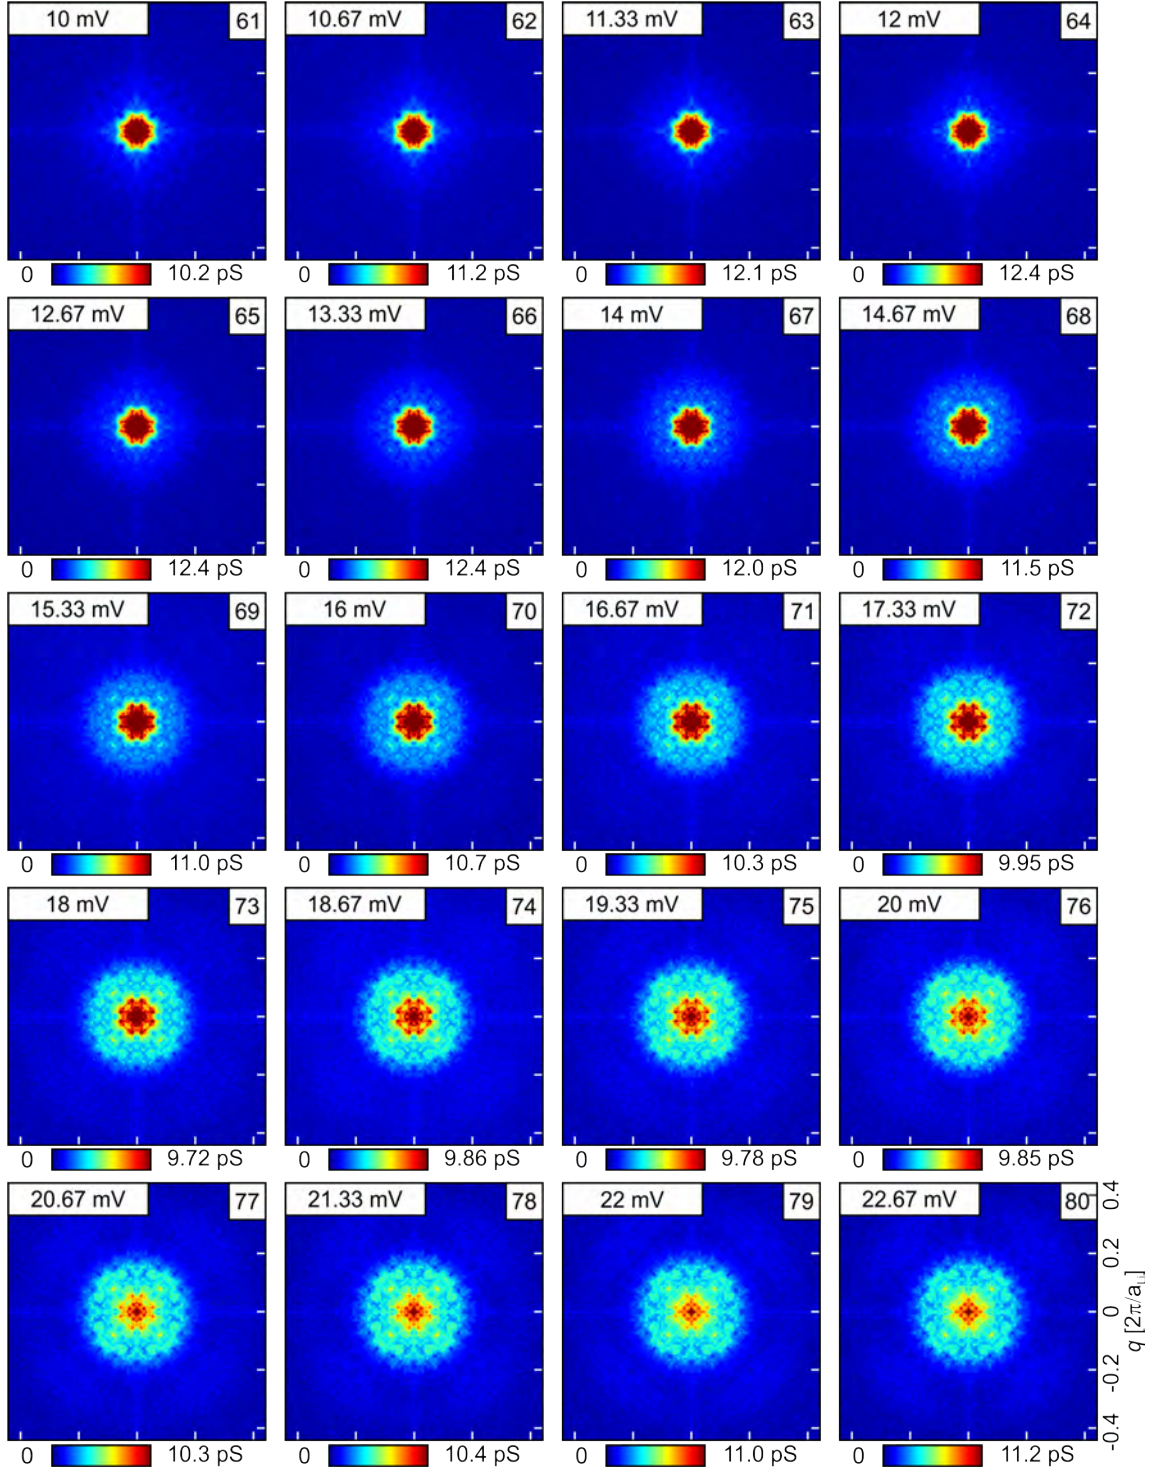 10 mV 61 10.67 mV 62 11.33 mV 63 12 mV 64
0 10.2 pS 0 11.2 pS 0 12.1 pS 0 12.4 pS
12.67 mV 65 13.33 mV 66 14 mV 67 14.67 mV 68
0 12.4 pS 0 12.4 pS 0 12.0 pS 0 11.5 pS
15.33 mV 69 16 mV 70 16.67 mV 71 17.33 mV 72
0 11.0 pS 0 10.7 pS 0 10.3 pS 0 9.95 pS
18 mV 73 18.67 mV 74 19.33 mV 75 20 mV 76
0 9.72 pS 0 9.86 pS 0 9.78 pS 0 9.85 pS
20.67 mV 77 21.33 mV 78 22 mV 79 22.67 mV 80
0 10.3 pS 0 10.4 pS 0 11.0 pS 0 11.2 pS
-0.4 -0.2 0 0.2 0.4
q [2π/aLi]